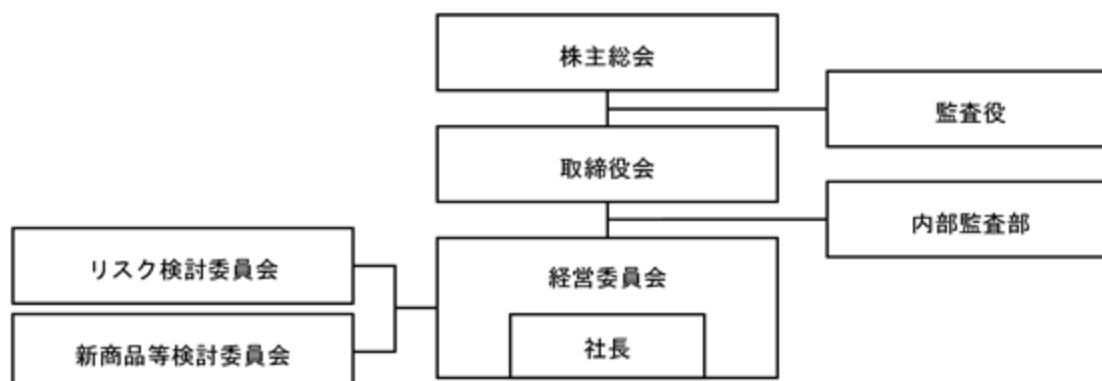 株主総会
監査役
取締役会
内部監査部
リスク検討委員会
経営委員会
新商品等検討委員会
社長